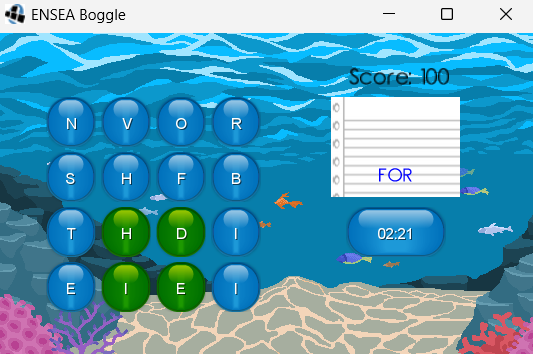 ENSEA Boggle
Score: 100
N V O R
S H F B
FOR
T H D I
02:21
E I E I